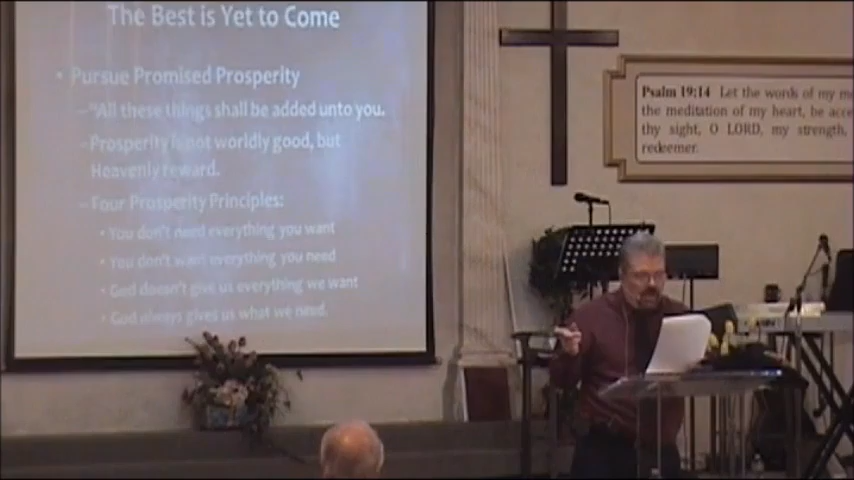 The Best is Yet to Come
• Pursue Promised Prosperity
–"All these things shall be added unto you.
–Prosperity is not worldly good, but
Heavenly reward.
–Four Prosperity Principles:
• You don't need everything you want
• You don't want everything you need
• God doesn't give us everything we want
• God always gives us what we need.
Psalm 19:14 Let the words of my
the meditation of my heart, be
thy sight, O LORD, my strength,
redeemer.